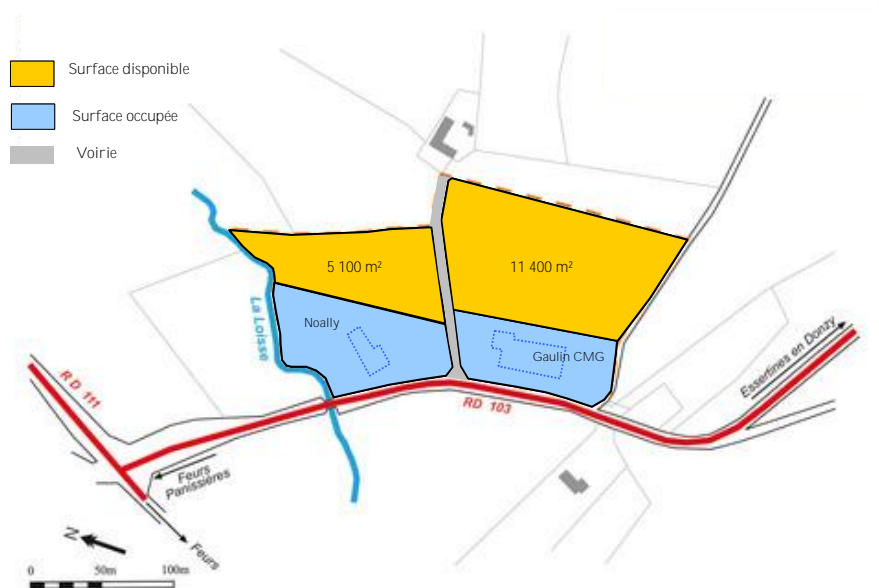 Surface disponible
Surface occupée
Voirie
5 100 m²
11 400 m²
Noally
Gaulin CMG
La Loisse
Essertines en Donzy
R D 111
RD 103
Feurs
Panissières
Feurs
N
0 50m 100m